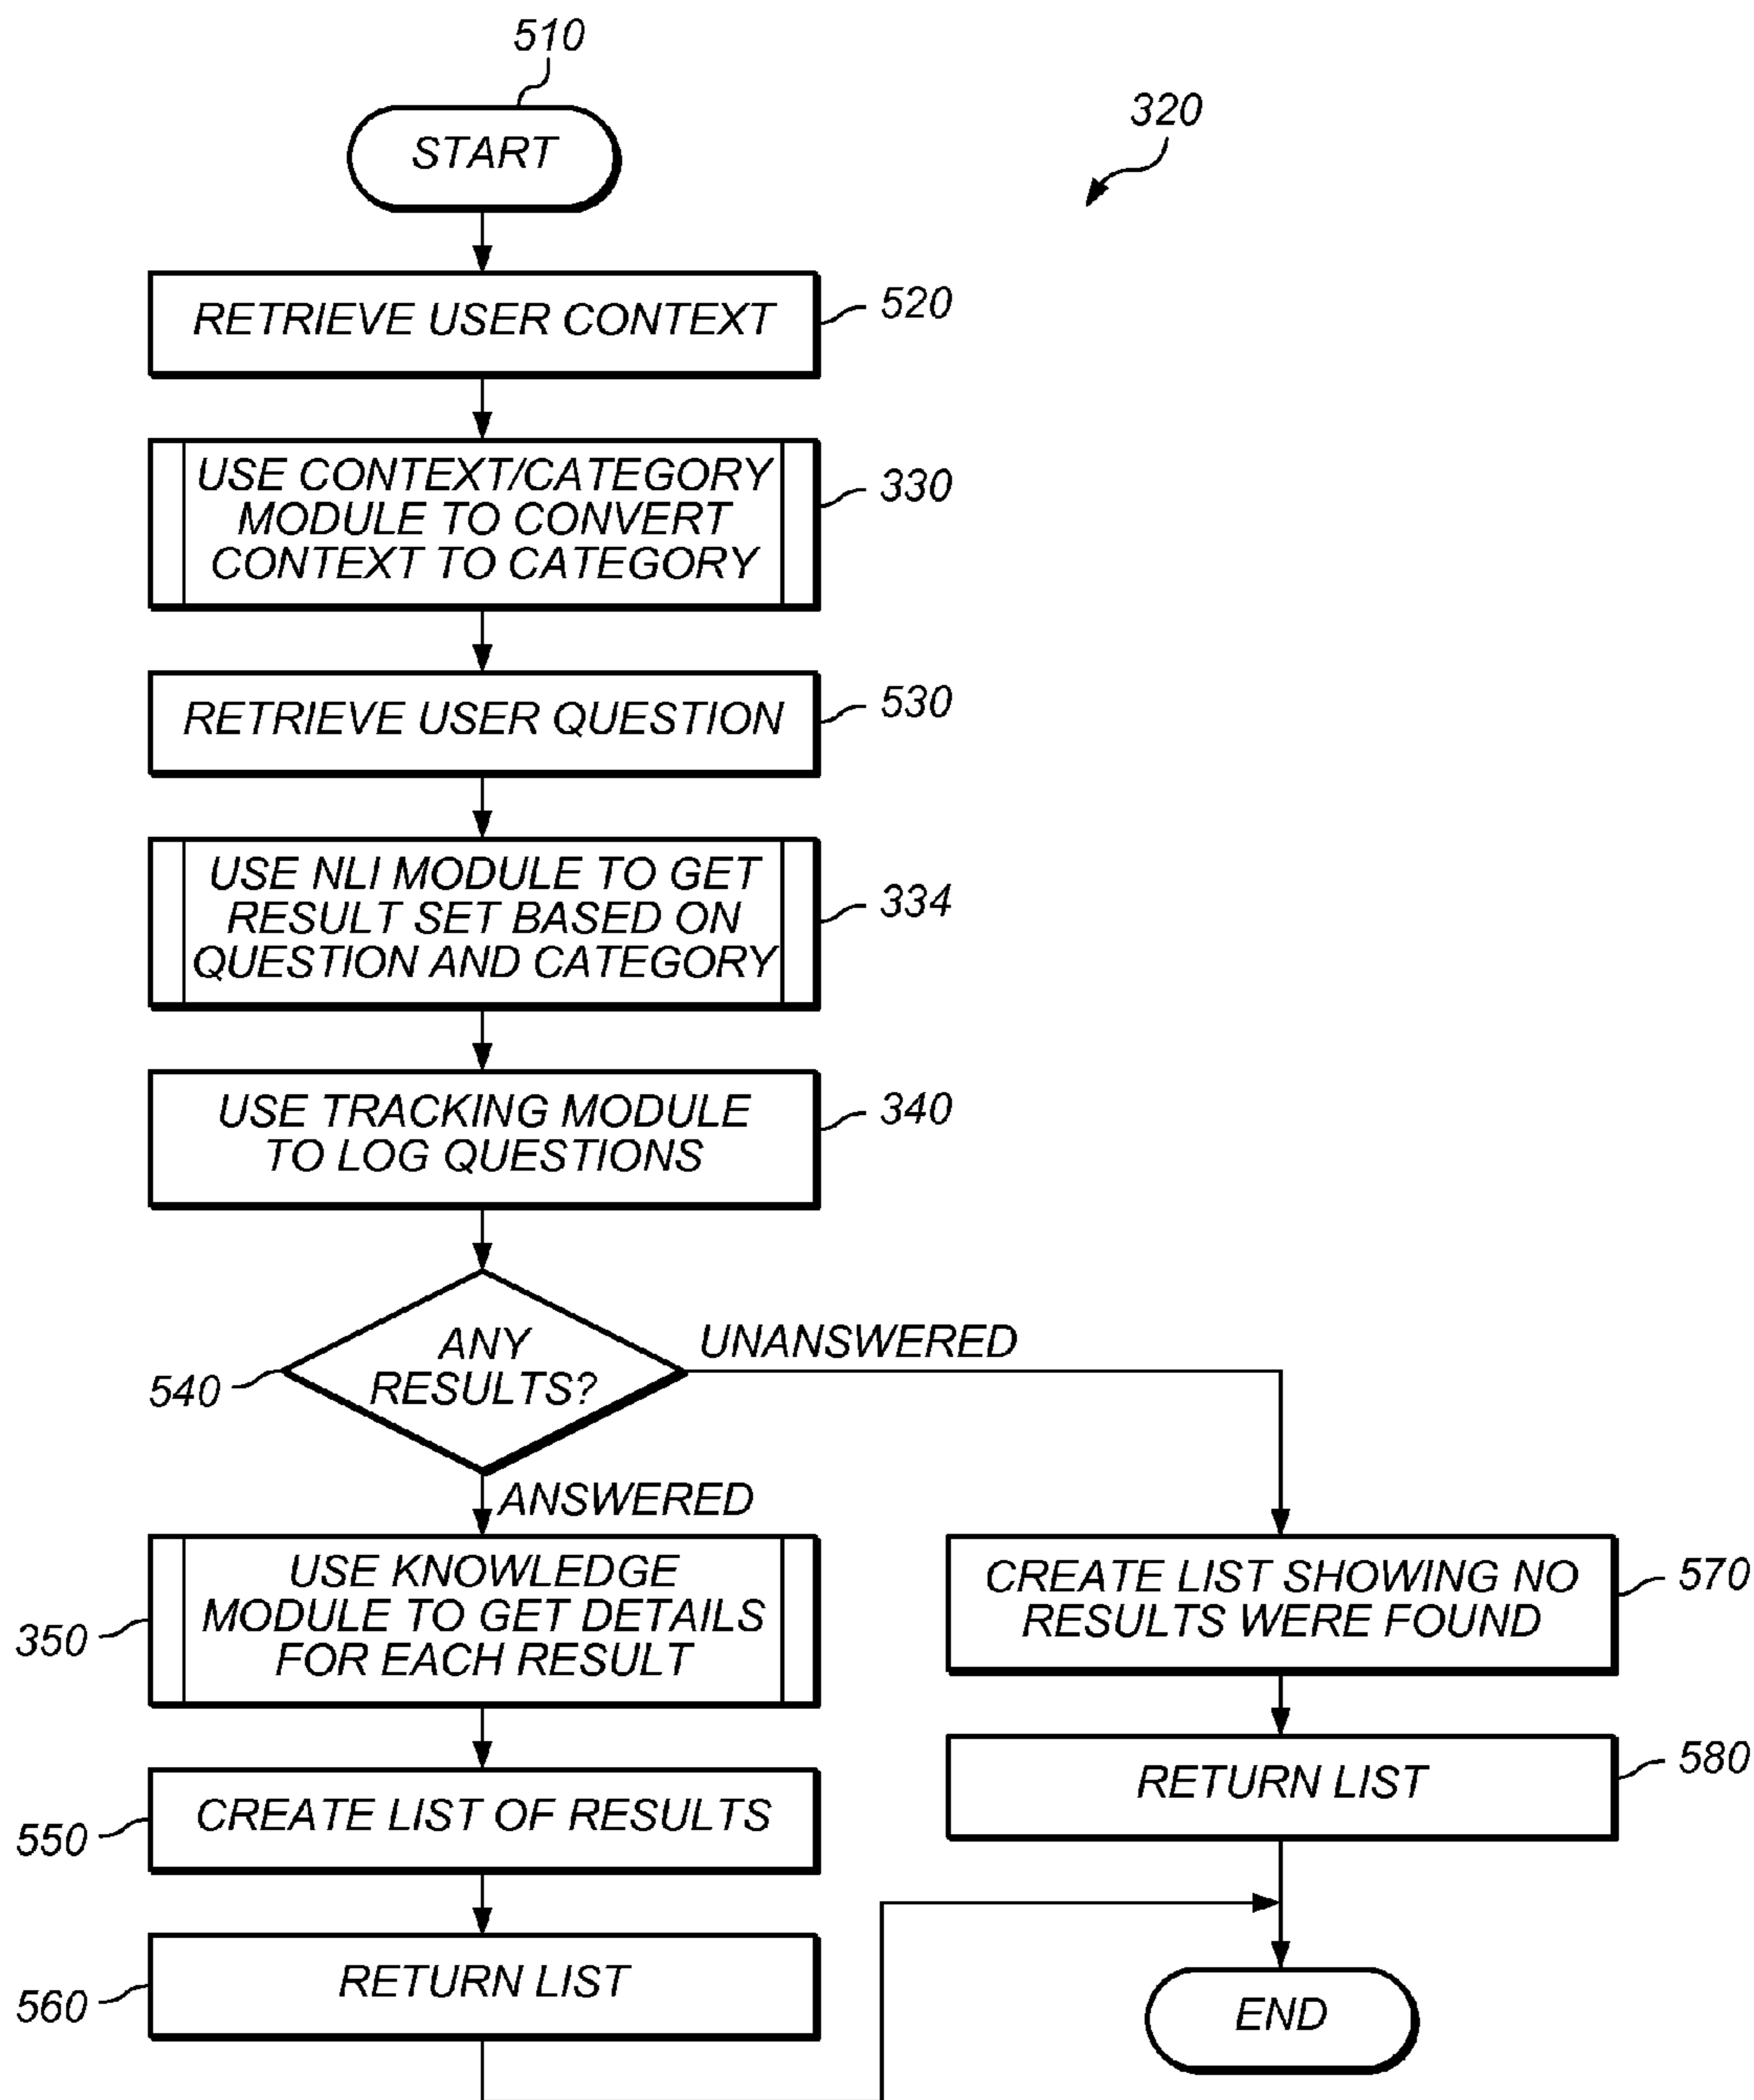 510
START
320
RETRIEVE USER CONTEXT
520
USE CONTEXT/CATEGORY
MODULE TO CONVERT
CONTEXT TO CATEGORY
330
RETRIEVE USER QUESTION
530
USE NLI MODULE TO GET
RESULT SET BASED ON
QUESTION AND CATEGORY
334
USE TRACKING MODULE
TO LOG QUESTIONS
340
ANY
RESULTS?
540
UNANSWERED
ANSWERED
USE KNOWLEDGE
MODULE TO GET DETAILS
FOR EACH RESULT
350
CREATE LIST SHOWING NO
RESULTS WERE FOUND
570
RETURN LIST
580
CREATE LIST OF RESULTS
550
RETURN LIST
560
END